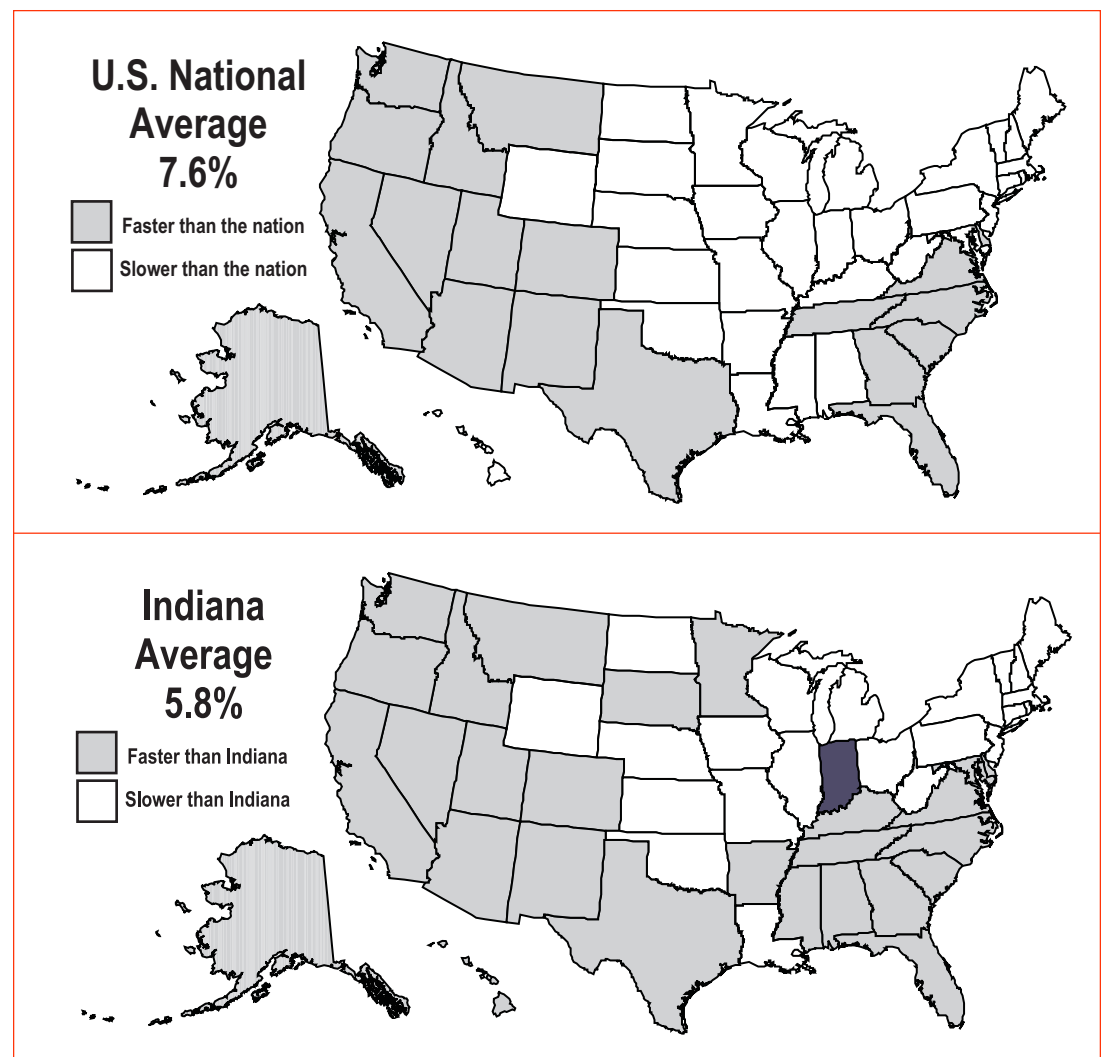 U.S. National
Average
7.6%
Faster than the nation
Slower than the nation
Indiana
Average
5.8%
Faster than Indiana
Slower than Indiana